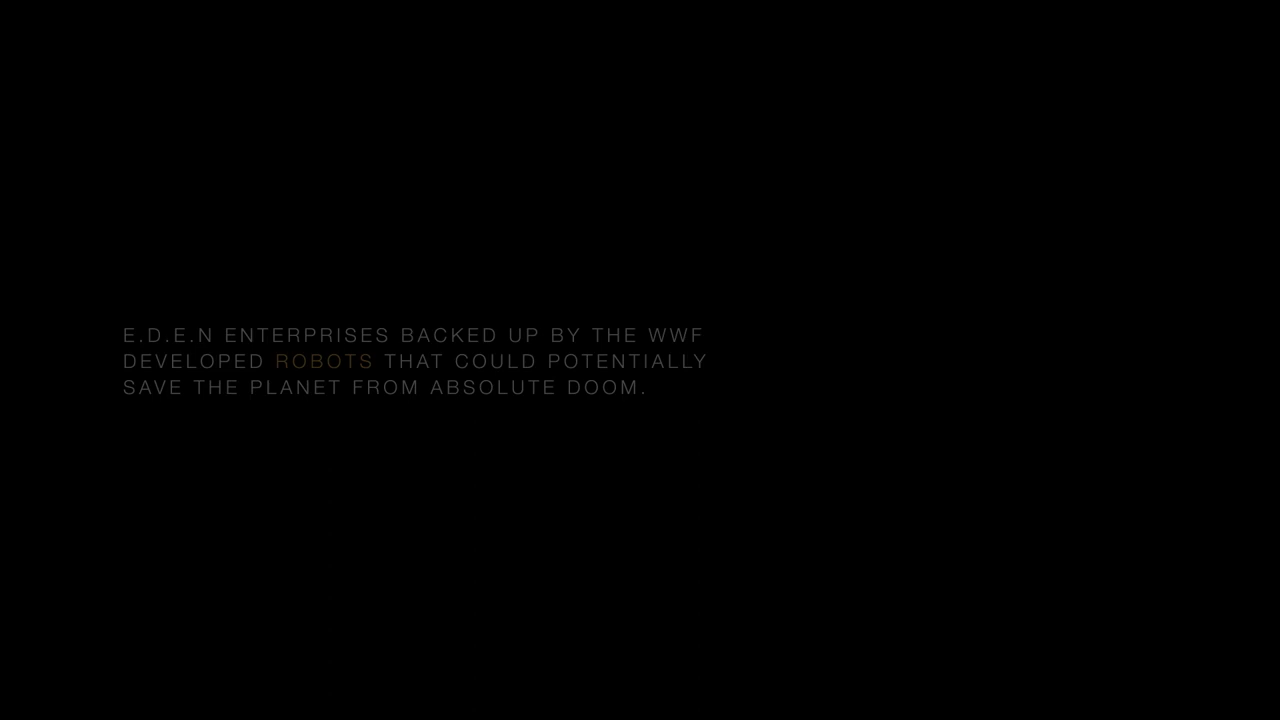 E.D.E.N ENTERPRISES BACKED UP BY THE WWF
DEVELOPED ROBOTS THAT COULD POTENTIALLY
SAVE THE PLANET FROM ABSOLUTE DOOM.